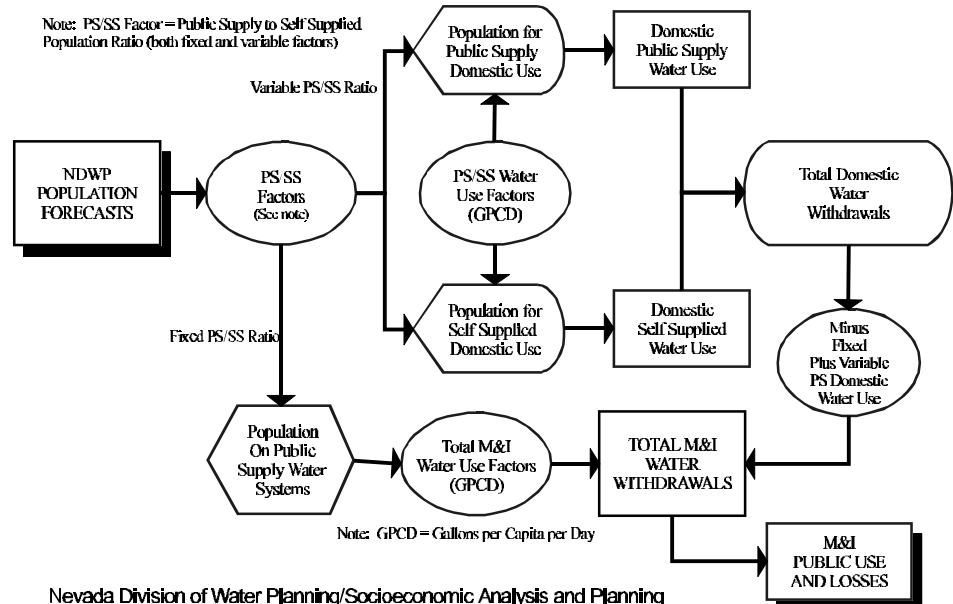 Note: PS/SS Factor = Public Supply to Self Supplied
Population Ratio (both fixed and variable factors)
Variable PS/SS Ratio
Population for
Public Supply
Domestic Use
Domestic
Public Supply
Water Use
NDWP
POPULATION
FORECASTS
PS/SS
Factors
(See note)
PS/SS Water
Use Factors
(GPCD)
Total Domestic
Water
Withdrawals
Fixed PS/SS Ratio
Population for
Self Supplied
Domestic Use
Domestic
Self Supplied
Water Use
Minus
Fixed
Plus Variable
PS Domestic
Water Use
Population
On Public
Supply Water
Systems
Total M&I
Water Use Factors
(GPCD)
TOTAL M&I
WATER
WITHDRAWALS
Note: GPCD = Gallons per Capita per Day
M&I
PUBLIC USE
AND LOSSES
Nevada Division of Water Planning/Socioeconomic Analysis and Planning